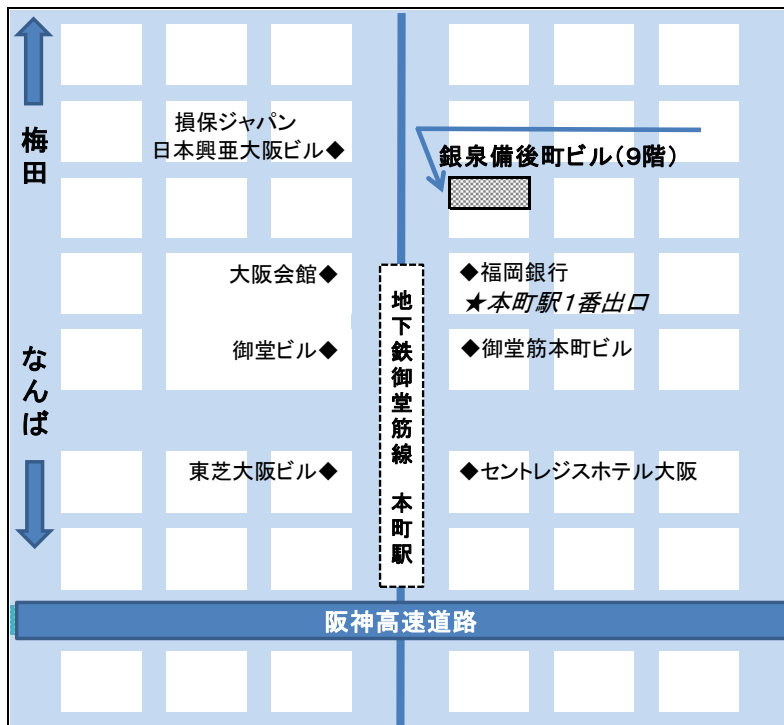 梅田
損保ジャパン
日本興亜大阪ビル◆
銀泉備後町ビル(9階)
大阪会館◆
◆福岡銀行
★本町駅1番出口
地下鉄御堂筋線 本町駅
なんば
御堂ビル◆
◆御堂筋本町ビル
東芝大阪ビル◆
◆セントレジスホテル大阪
阪神高速道路